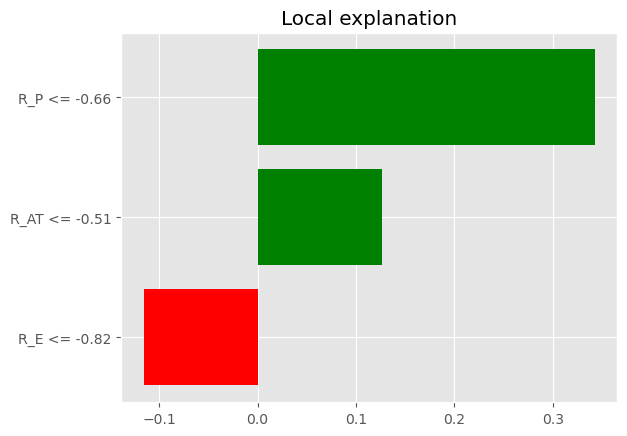 Local explanation
R_P <= -0.66
R_AT <= -0.51
R_E <= -0.82
−0.1 0.0 0.1 0.2 0.3